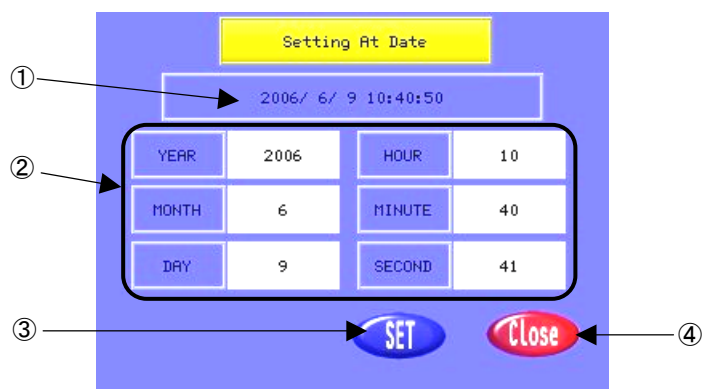 Setting At Date
① 2006/ 6/ 9 10:40:50
② YEAR 2006 HOUR 10
MONTH 6 MINUTE 40
DAY 9 SECOND 41
③ SET Close ④